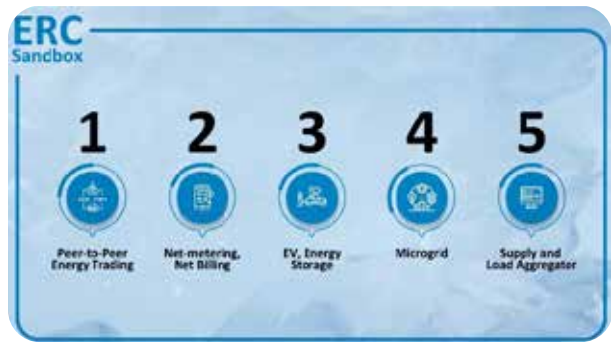 ERC
Sandbox
1
2
3
4
5
Peer-to-Peer
Energy Trading
Net-metering,
Net Billing
EV, Energy
Storage
Microgrid
Supply and
Load Aggregator